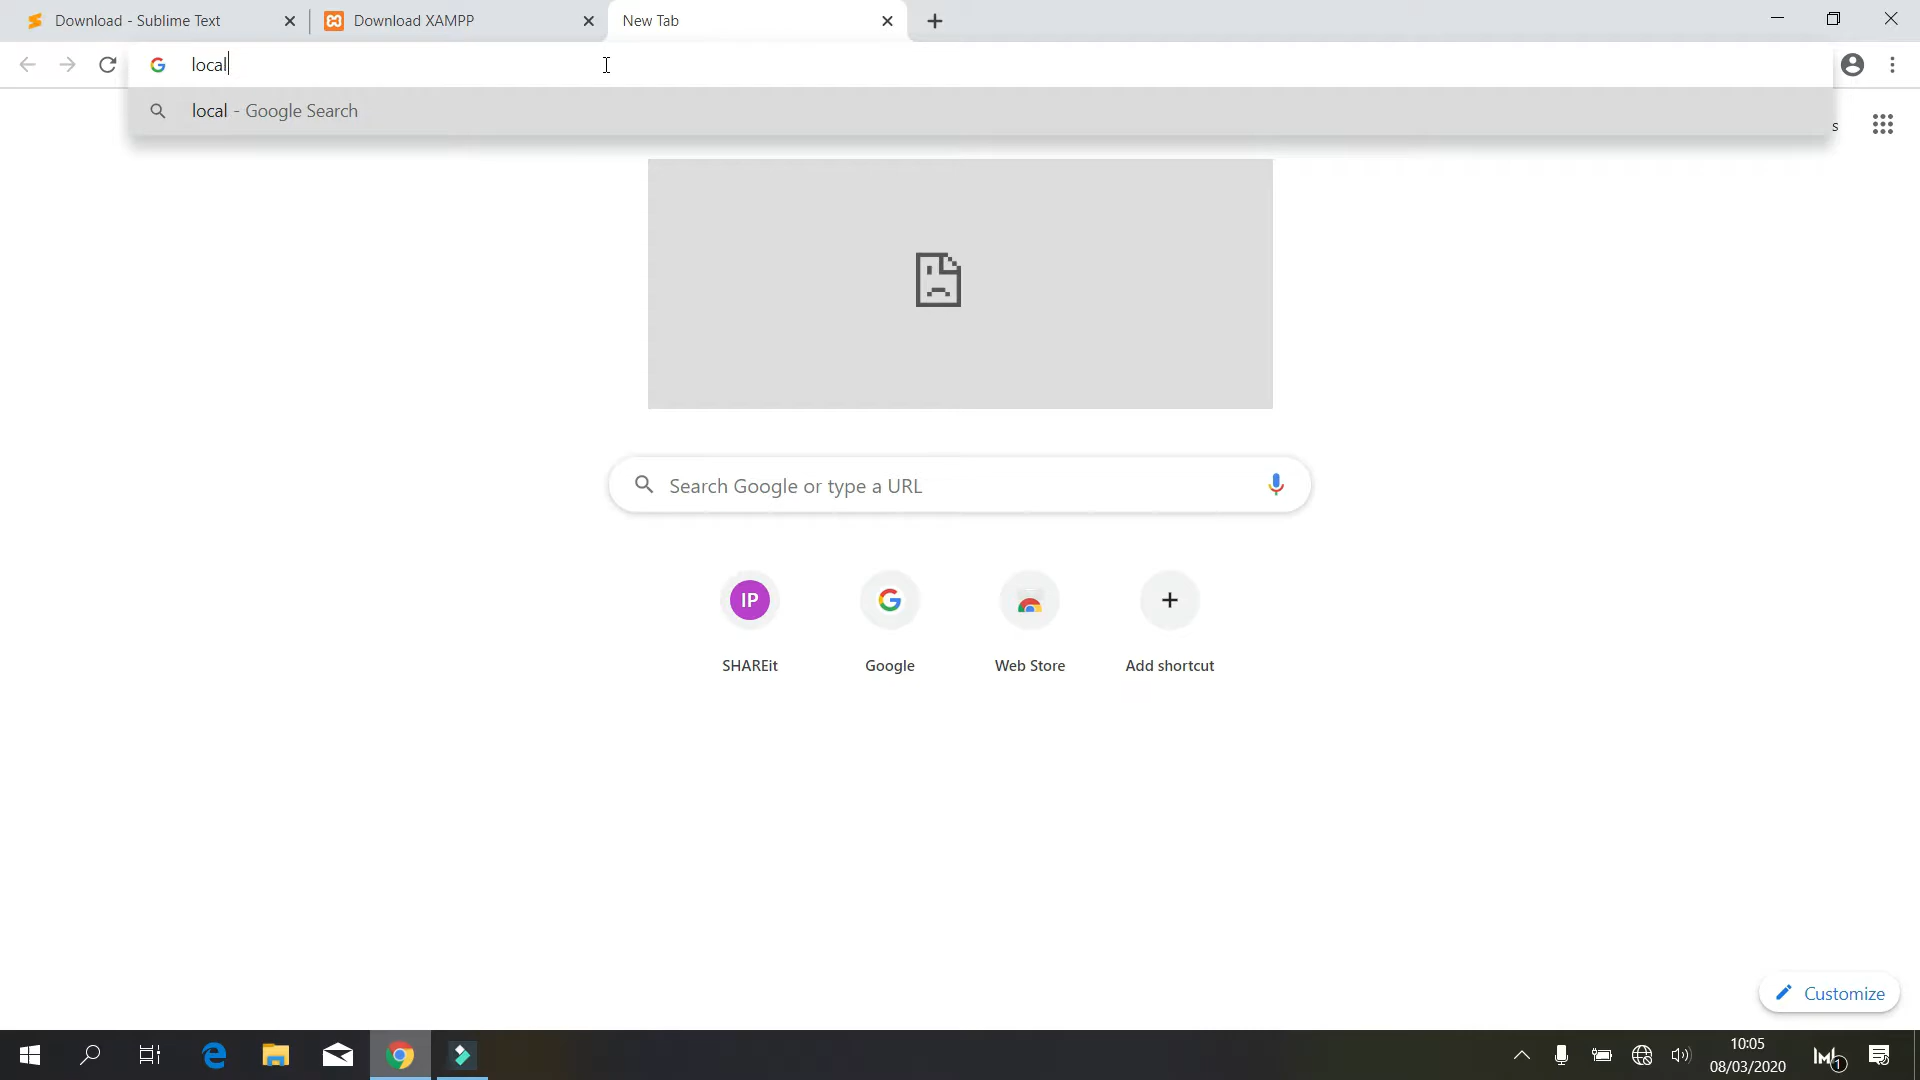 Download - Sublime Text
Download XAMPP
New Tab
local
local - Google Search
s
Search Google or type a URL
IP
SHAREit
Google
Web Store
Add shortcut
Customize
10:05
08/03/2020
1